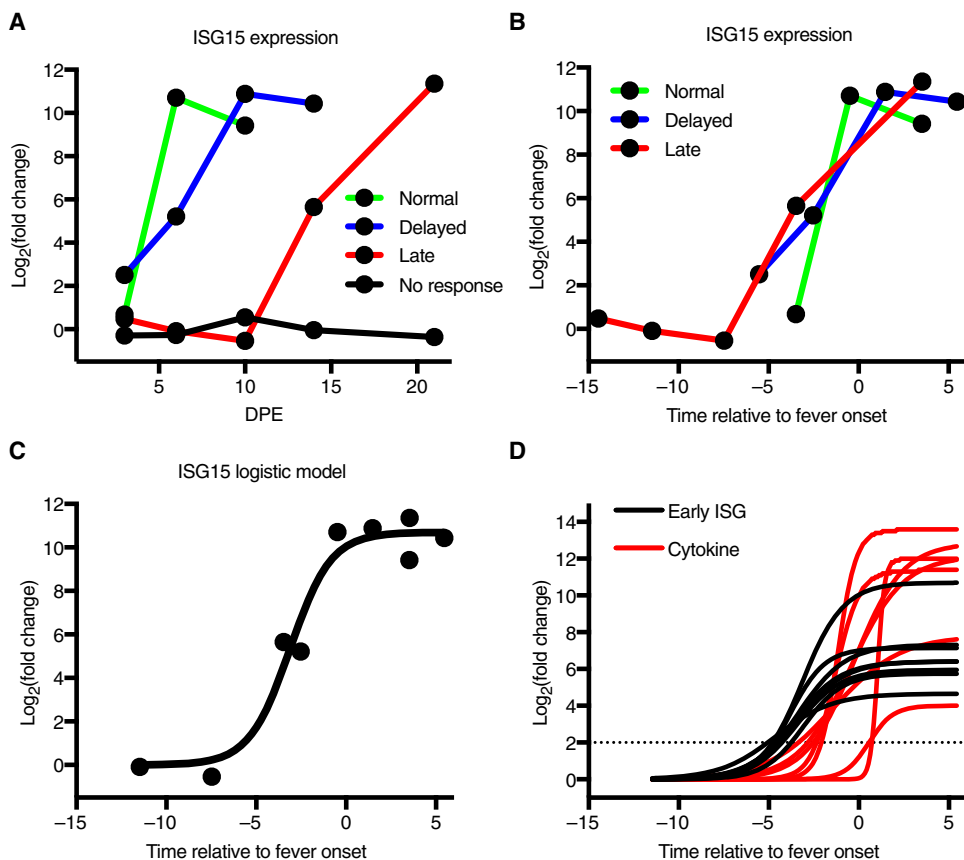 A
ISG15 expression
Log2(fold change)
12
10
8
6
4
2
0
5
10
15
20
DPE
Normal
Delayed
Late
No response
B
ISG15 expression
Log2(fold change)
12
10
8
6
4
2
0
–15
–10
–5
0
5
Time relative to fever onset
Normal
Delayed
Late
C
ISG15 logistic model
Log2(fold change)
12
10
8
6
4
2
0
–15
–10
–5
0
5
Time relative to fever onset
D
Log2(fold change)
14
12
10
8
6
4
2
0
–15
–10
–5
0
5
Time relative to fever onset
Early ISG
Cytokine